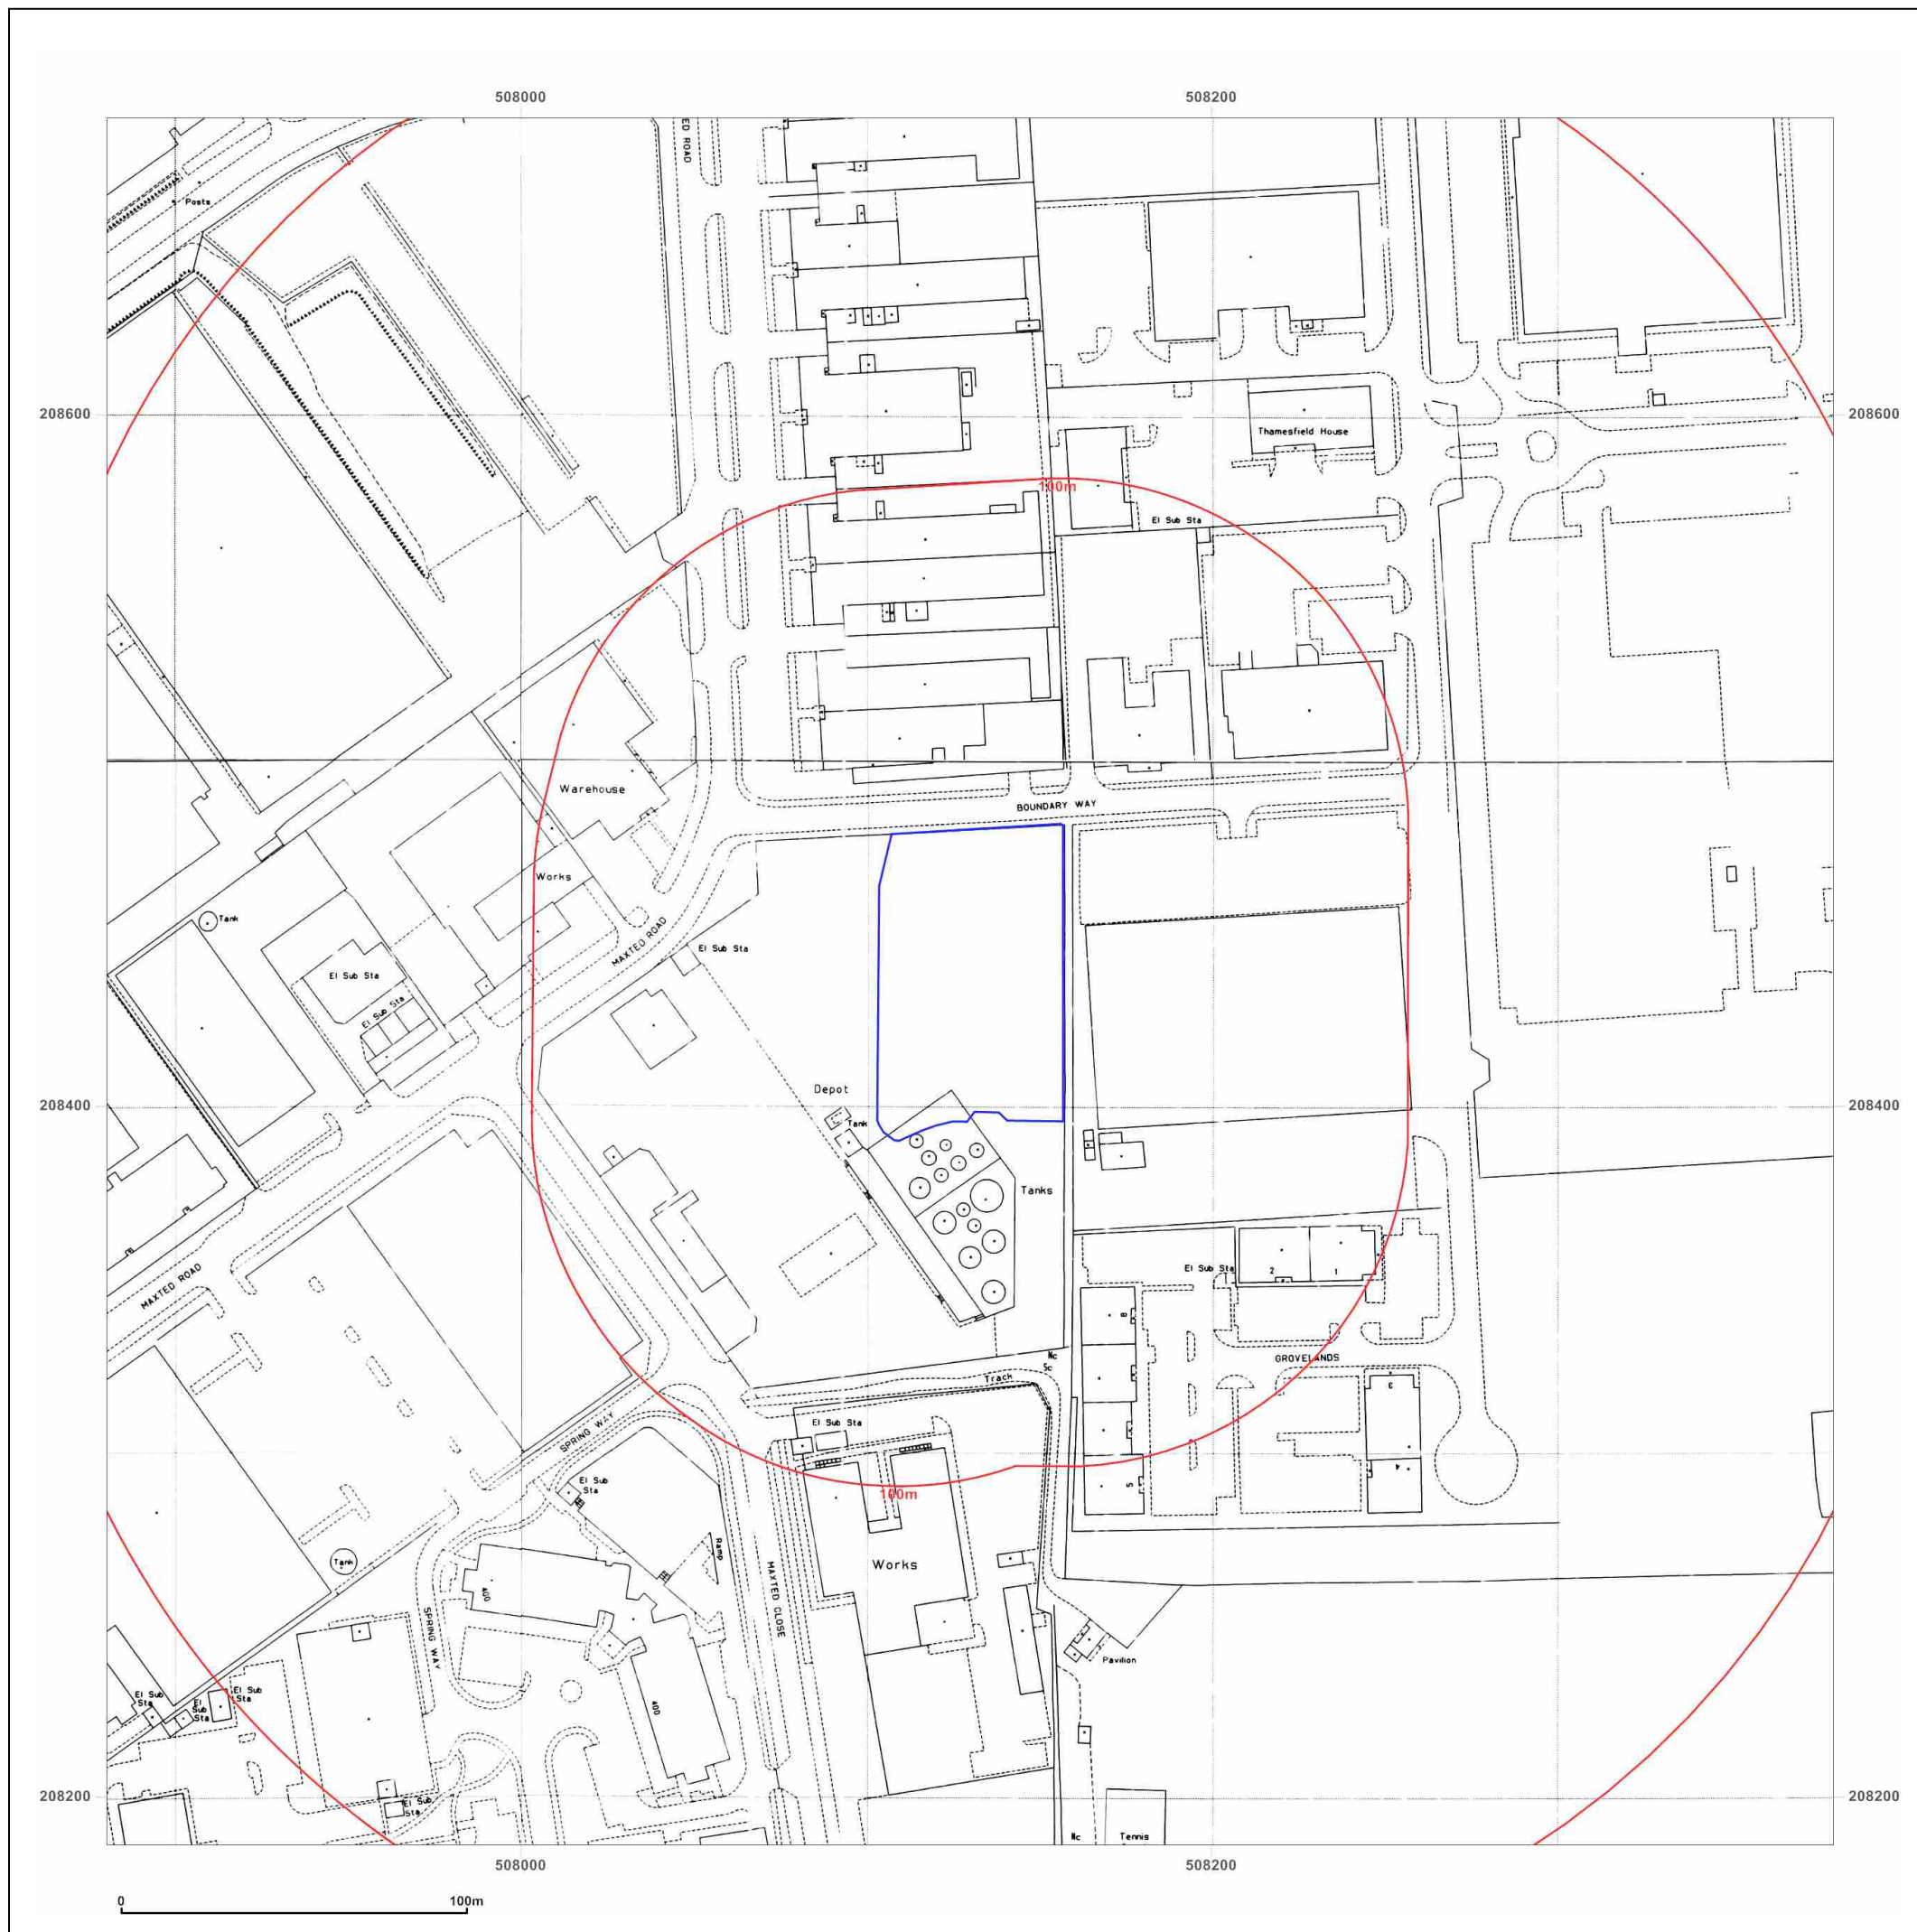 508000
508200
ED ROAD
Posts
208600
208600
Thamesfield House
100m
El Sub Sta
Warehouse
BOUNDARY WAY
Works
Tank
MAXTED ROAD
El Sub Sta
El Sub Sta
El Sub Sta
Depot
208400
208400
Tank
Tanks
El Sub Sta
2
1
MAXTED ROAD
8
GROVELANDS
Sc
Track
3
SPRING WAY
El Sub Sta
4
El Sub
Sta
100m
5
Ramp
Tank
Works
400
MAXTED CLOSE
SPRING WAY
Pavilion
400
El Sub
Sta
El
Sub
Sta
El Sub
Sta
208200
208200
El Sub
Sta
Tennis
508000
508200
0
100m